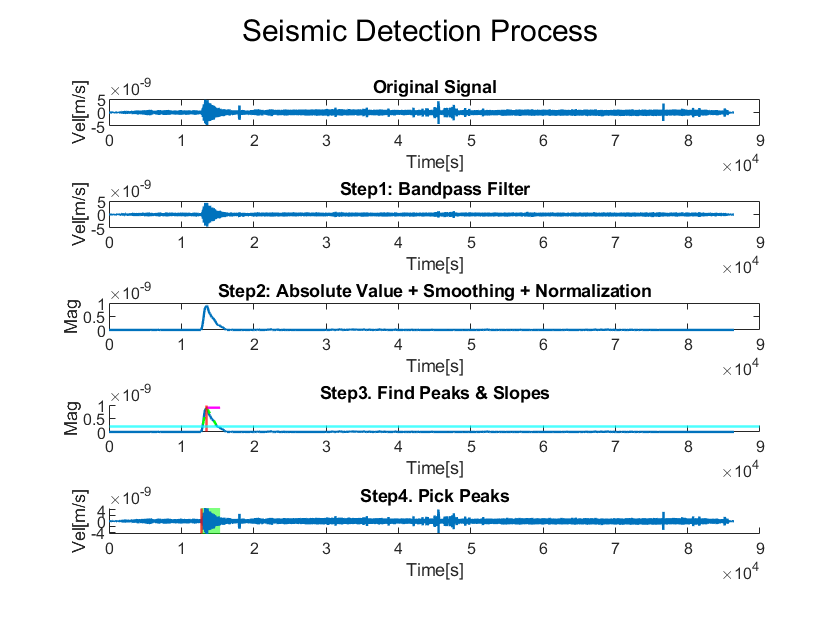 Seismic Detection Process
×10-9
Original Signal
5
0
-5
Vel[m/s]
0 1 2 3 4 5 6 7 8 9
Time[s]
×104
×10-9
Step1: Bandpass Filter
5
0
-5
Vel[m/s]
0 1 2 3 4 5 6 7 8 9
Time[s]
×104
×10-9
Step2: Absolute Value + Smoothing + Normalization
1
0.5
0
Mag
0 1 2 3 4 5 6 7 8 9
Time[s]
×104
×10-9
Step3. Find Peaks & Slopes
1
0.5
0
Mag
0 1 2 3 4 5 6 7 8 9
Time[s]
×104
×10-9
Step4. Pick Peaks
4
2
0
-2
-4
Vel[m/s]
0 1 2 3 4 5 6 7 8 9
Time[s]
×104